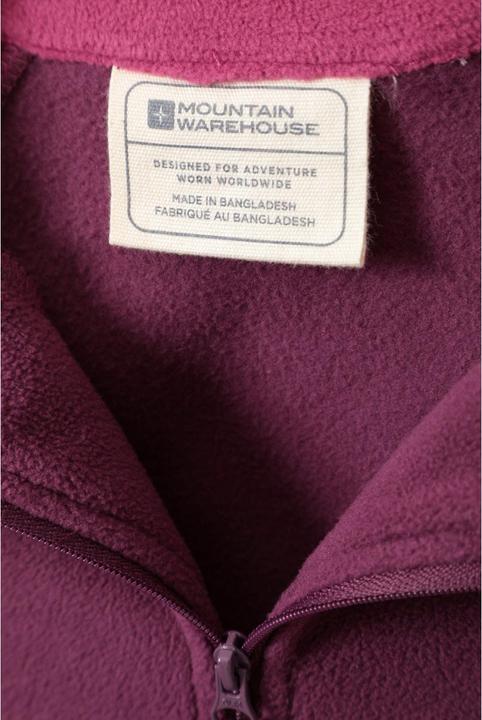 MOUNTAIN
WAREHOUSE
DESIGNED FOR ADVENTURE
WORN WORLDWIDE
MADE IN BANGLADESH
FABRIQUÉ AU BANGLADESH